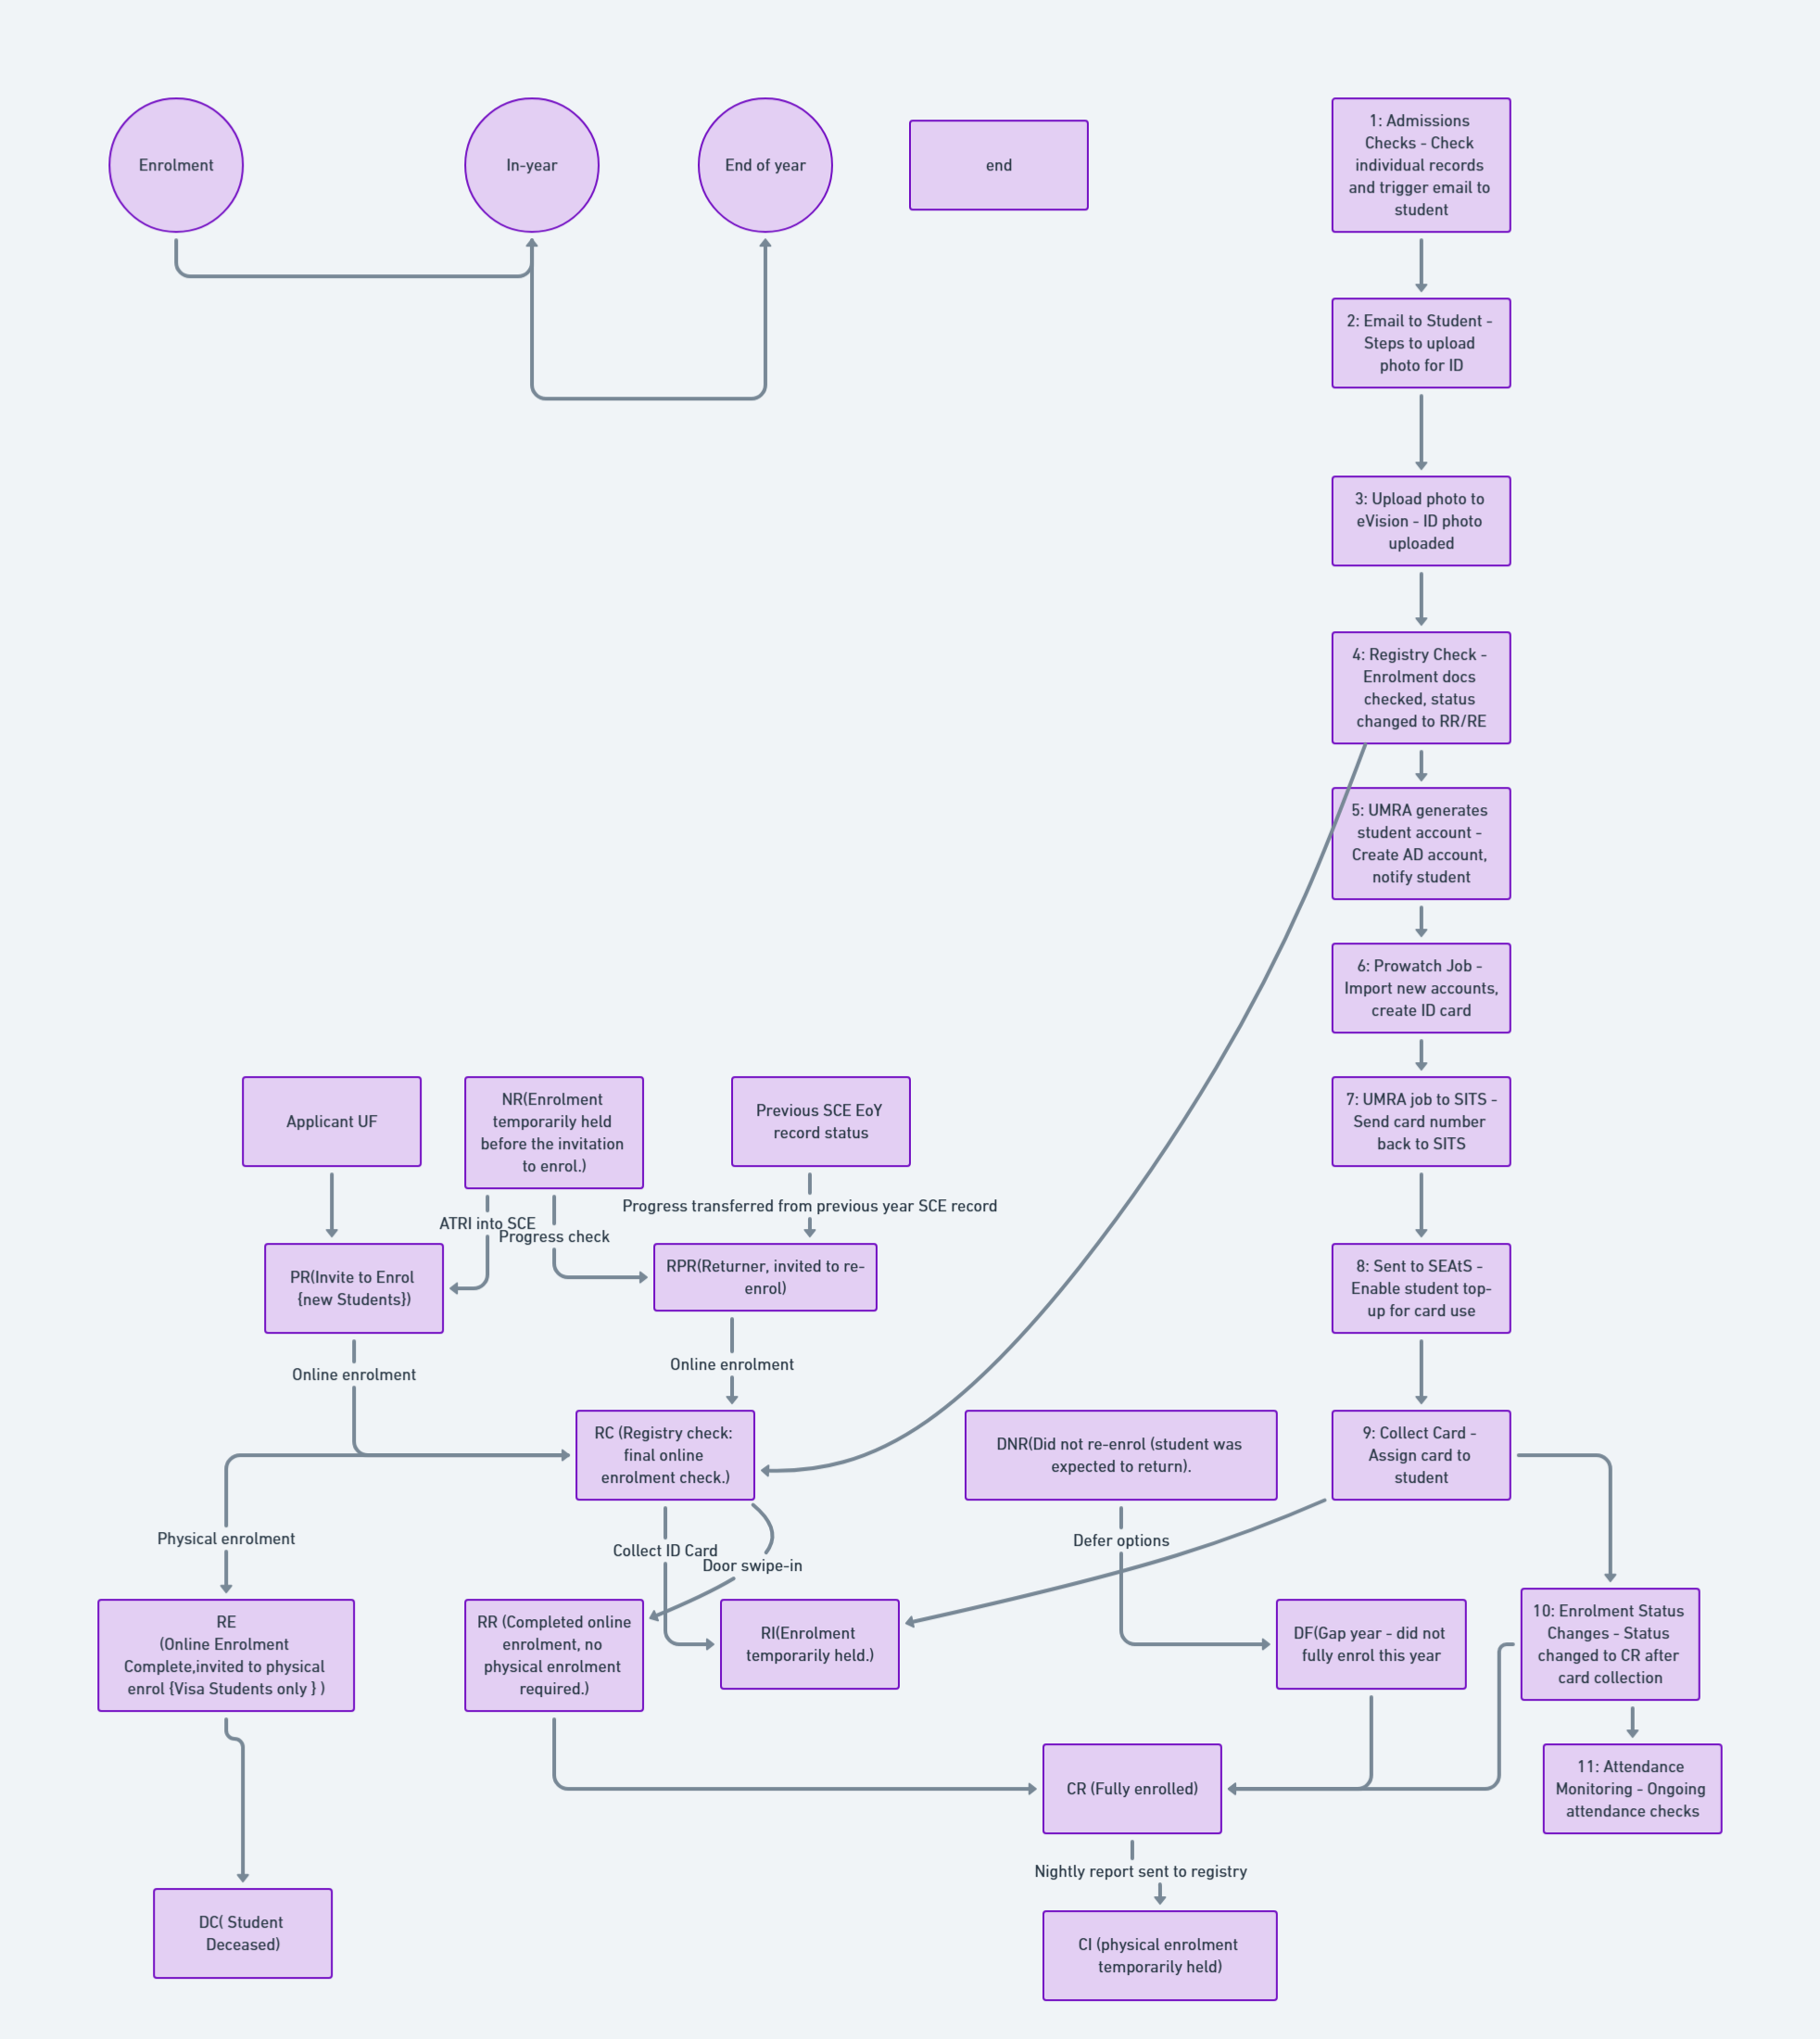 Enrolment
In-year
End of year
end
1: Admissions
Checks - Check
individual records
and trigger email to
student
2: Email to Student -
Steps to upload
photo for ID
3: Upload photo to
eVision - ID photo
uploaded
4: Registry Check -
Enrolment docs
checked, status
changed to RR/RE
5: UMRA generates
student account -
Create AD account,
notify student
6: Prowatch Job -
Import new accounts,
create ID card
Applicant UF
NR(Enrolment
temporarily held
before the invitation
to enrol.)
Previous SCE EoY
record status
7: UMRA job to SITS -
Send card number
back to SITS
ATRI into SCE
Progress check
Progress transferred from previous year SCE record
PR(Invite to Enrol
{new Students})
RPR(Returner, invited to re-
enrol)
8: Sent to SEAtS -
Enable student top-
up for card use
Online enrolment
Online enrolment
RC (Registry check:
final online
enrolment check.)
DNR(Did not re-enrol (student was
expected to return).
9: Collect Card -
Assign card to
student
Physical enrolment
Collect ID Card
Door swipe-in
Defer options
RE
(Online Enrolment
Complete,invited to physical
enrol {Visa Students only } )
RR (Completed online
enrolment, no
physical enrolment
required.)
RI(Enrolment
temporarily held.)
DF(Gap year - did not
fully enrol this year
10: Enrolment Status
Changes - Status
changed to CR after
card collection
CR (Fully enrolled)
11: Attendance
Monitoring - Ongoing
attendance checks
Nightly report sent to registry
DC( Student
Deceased)
CI (physical enrolment
temporarily held)